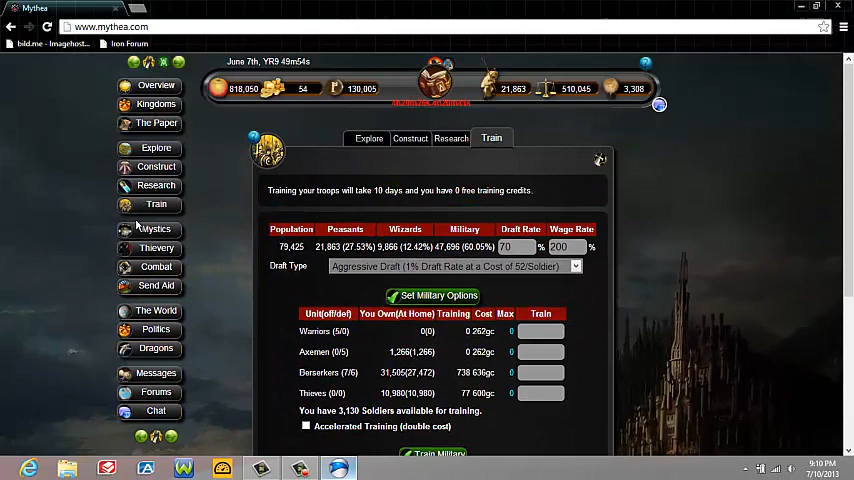 Mythea
www.mythea.com
bild.me - Imagehost... Iron Forum
June 7th, YR9 49m54s
818,050 54 130,005 21,863 510,045 3,308
Overview
Kingdoms
The Paper
Explore
Construct
Research
Train
Mystics
Thievery
Combat
Send Aid
The World
Politics
Dragons
Messages
Forums
Chat
Explore Construct Research Train
Training your troops will take 10 days and you have 0 free training credits.
Population Peasants Wizards Military Draft Rate Wage Rate
79,425 21,863 (27.53%) 9,866 (12.42%) 47,696 (60.05%) 70 % 200 %
Draft Type Aggressive Draft (1% Draft Rate at a Cost of 52/Soldier)
Set Military Options
Unit(off/def) You Own(At Home) Training Cost Max Train
Warriors (5/0) 0(0) 0 262gc 0
Axemen (0/5) 1,266(1,266) 0 262gc 0
Berserkers (7/6) 31,505(27,472) 738 636gc 0
Thieves (0/0) 10,980(10,980) 77 600gc 0
You have 3,130 Soldiers available for training.
Accelerated Training (double cost)
Train Military
9:10 PM
7/10/2013